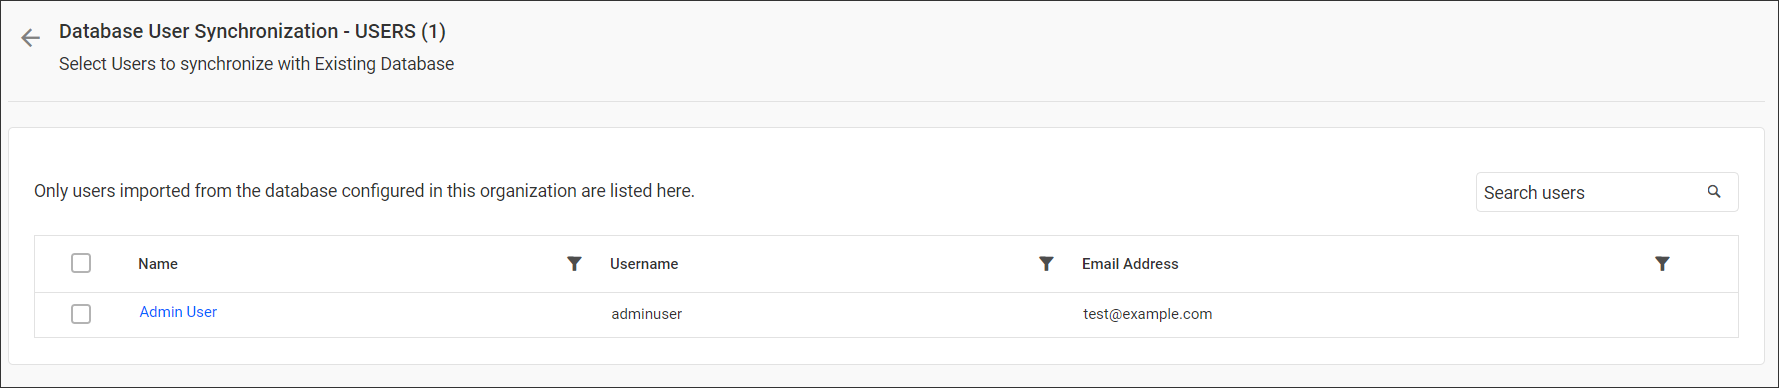 Database User Synchronization - USERS (1)
Select Users to synchronize with Existing Database
Only users imported from the database configured in this organization are listed here.
Search users
Name Username Email Address
Admin User adminuser test@example.com